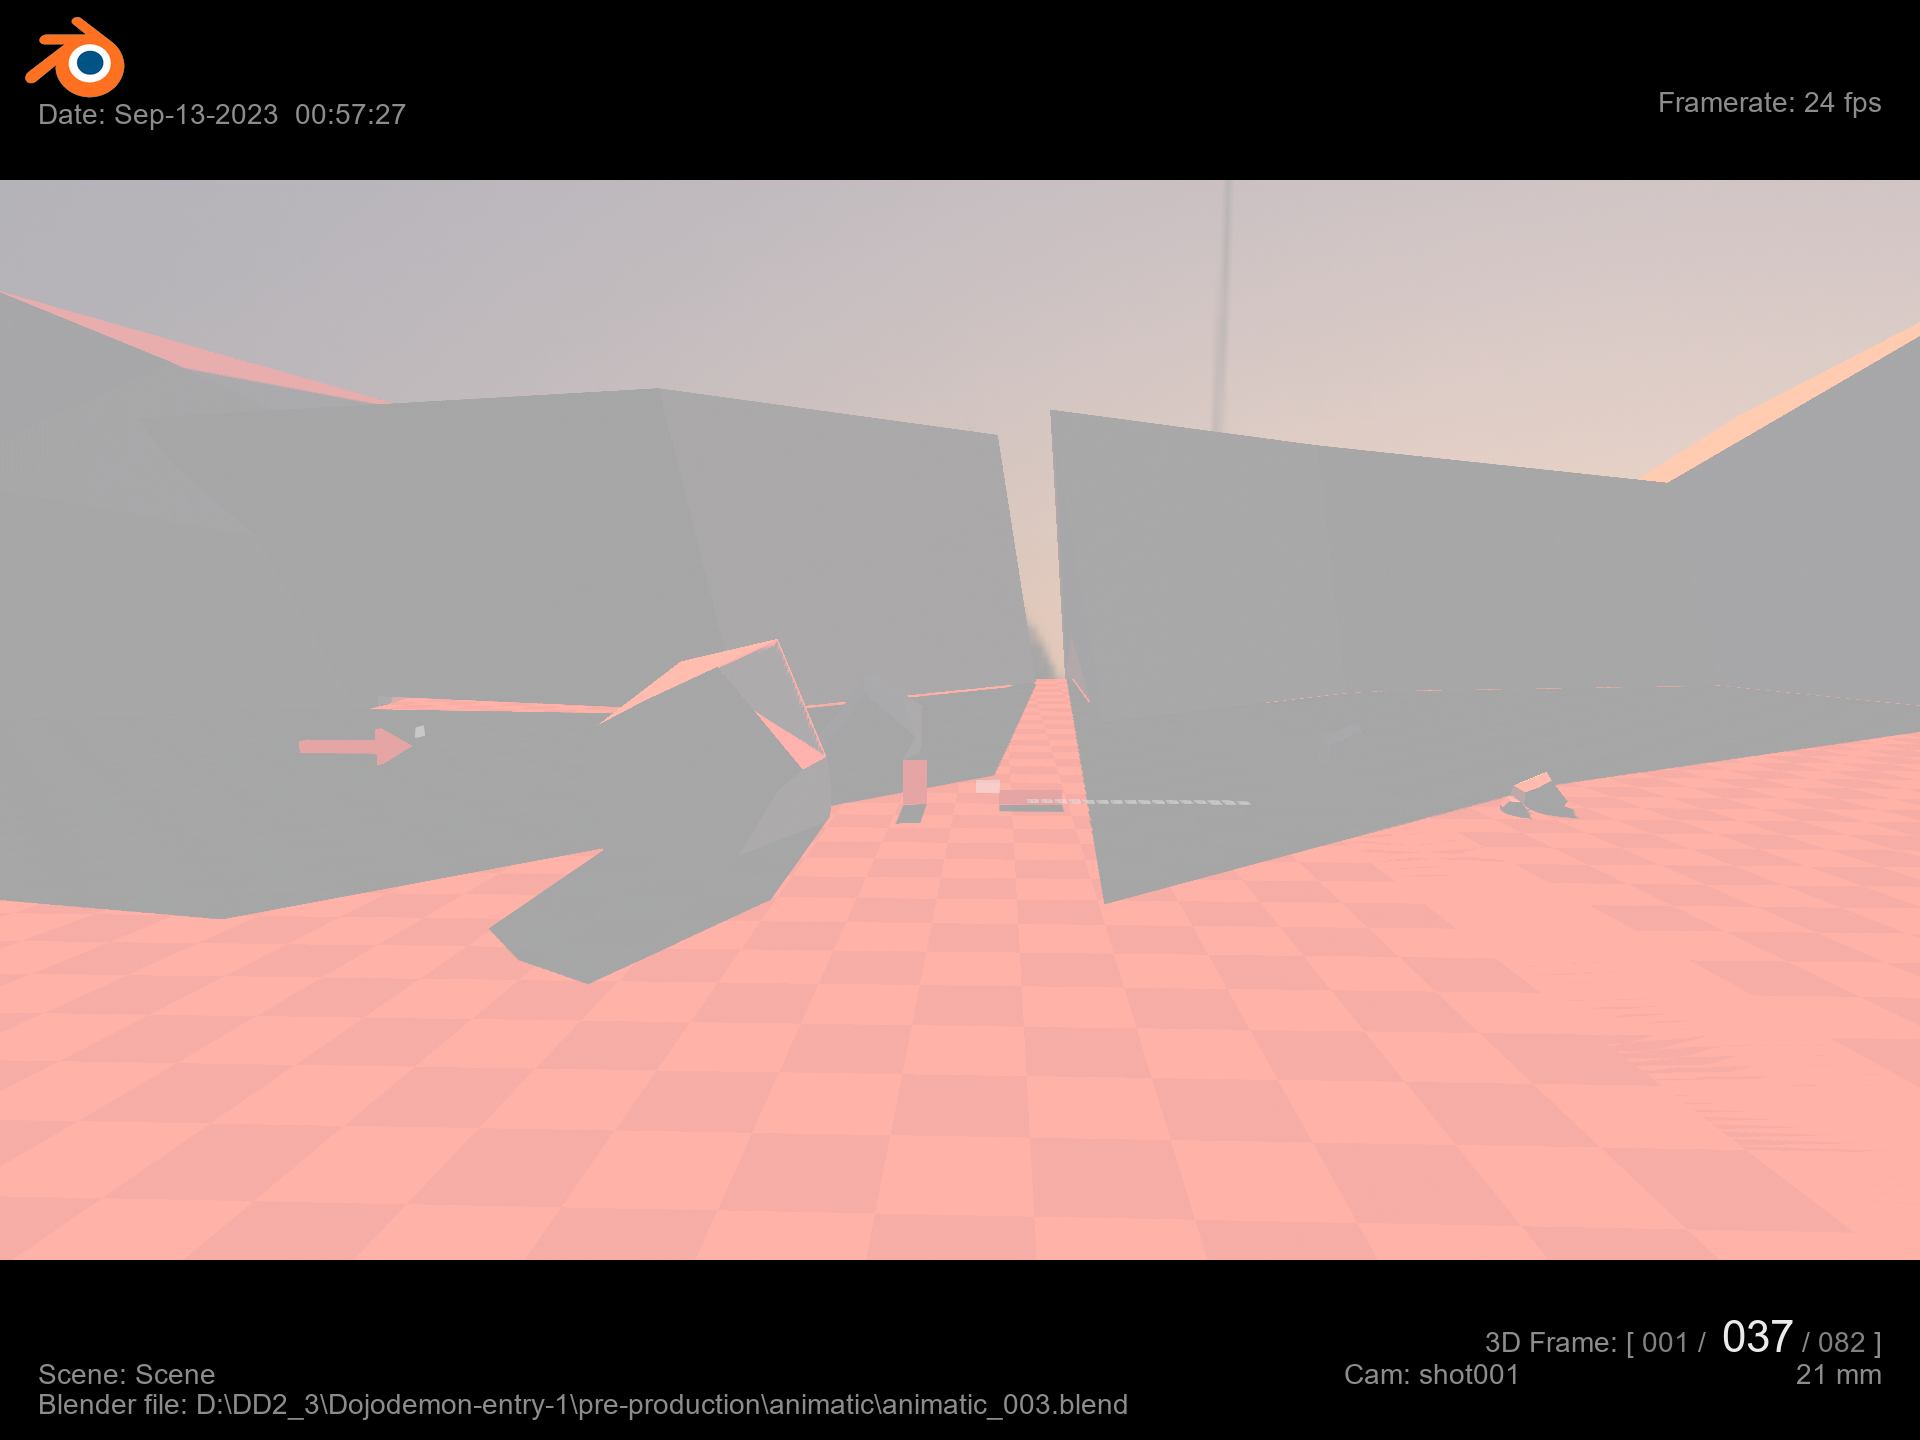 Date: Sep-13-2023  00:57:27
Framerate: 24 fps
3D Frame: [ 001 / 037 / 082 ]
Scene: Scene
Cam: shot001
21 mm
Blender file: D:\DD2_3\Dojodemon-entry-1\pre-production\animatic\animatic_003.blend